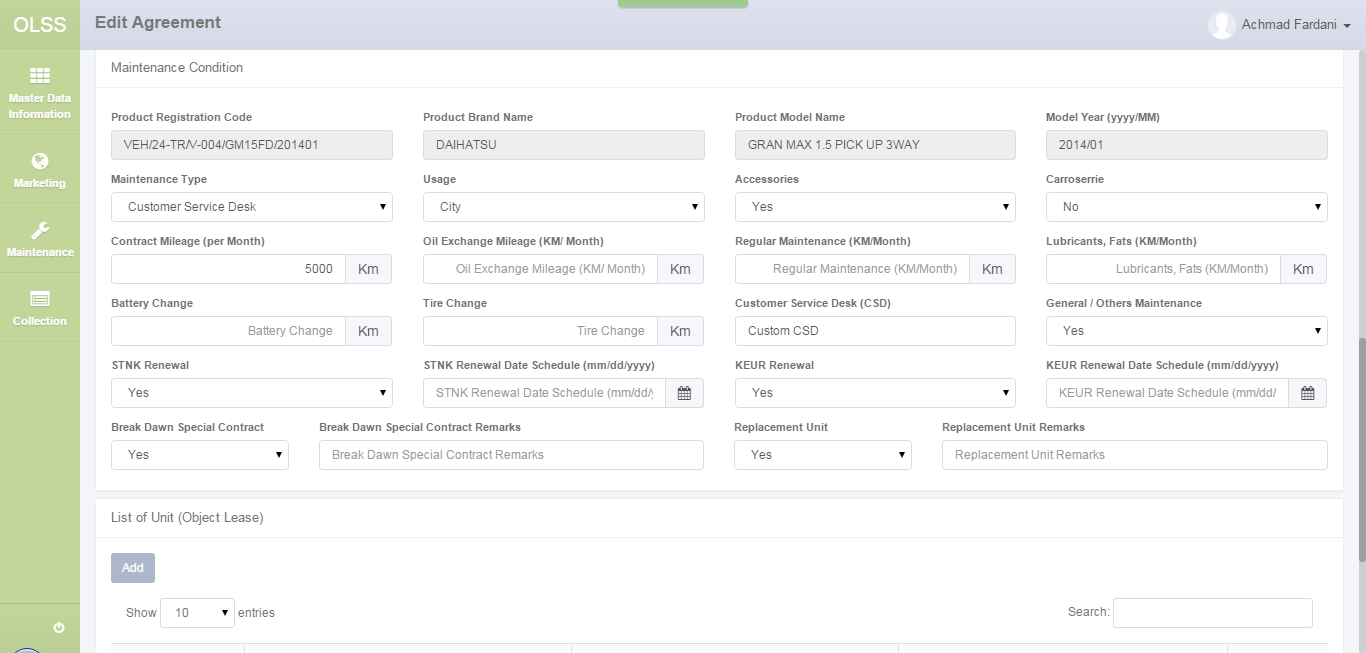 OLSS
Edit Agreement
Achmad Fardani
Master Data
Information
Marketing
Maintenance
Collection
Maintenance Condition
Product Registration Code Product Brand Name Product Model Name Model Year (yyyy/MM)
VEH/24-TR/V-004/GM15FD/201401 DAIHATSU GRAN MAX 1.5 PICK UP 3WAY 2014/01
Maintenance Type Usage Accessories Carroserrie
Customer Service Desk City Yes No
Contract Mileage (per Month) Oil Exchange Mileage (KM/ Month) Regular Maintenance (KM/Month) Lubricants, Fats (KM/Month)
5000 Km Oil Exchange Mileage (KM/ Month) Km Regular Maintenance (KM/Month) Km Lubricants, Fats (KM/Month) Km
Battery Change Tire Change Customer Service Desk (CSD) General / Others Maintenance
Battery Change Km Tire Change Km Custom CSD Yes
STNK Renewal STNK Renewal Date Schedule (mm/dd/yyyy) KEUR Renewal KEUR Renewal Date Schedule (mm/dd/yyyy)
Yes STNK Renewal Date Schedule (mm/dd/y Yes KEUR Renewal Date Schedule (mm/dd/
Break Dawn Special Contract Break Dawn Special Contract Remarks Replacement Unit Replacement Unit Remarks
Yes Break Dawn Special Contract Remarks Yes Replacement Unit Remarks
List of Unit (Object Lease)
Add
Show 10 entries Search: